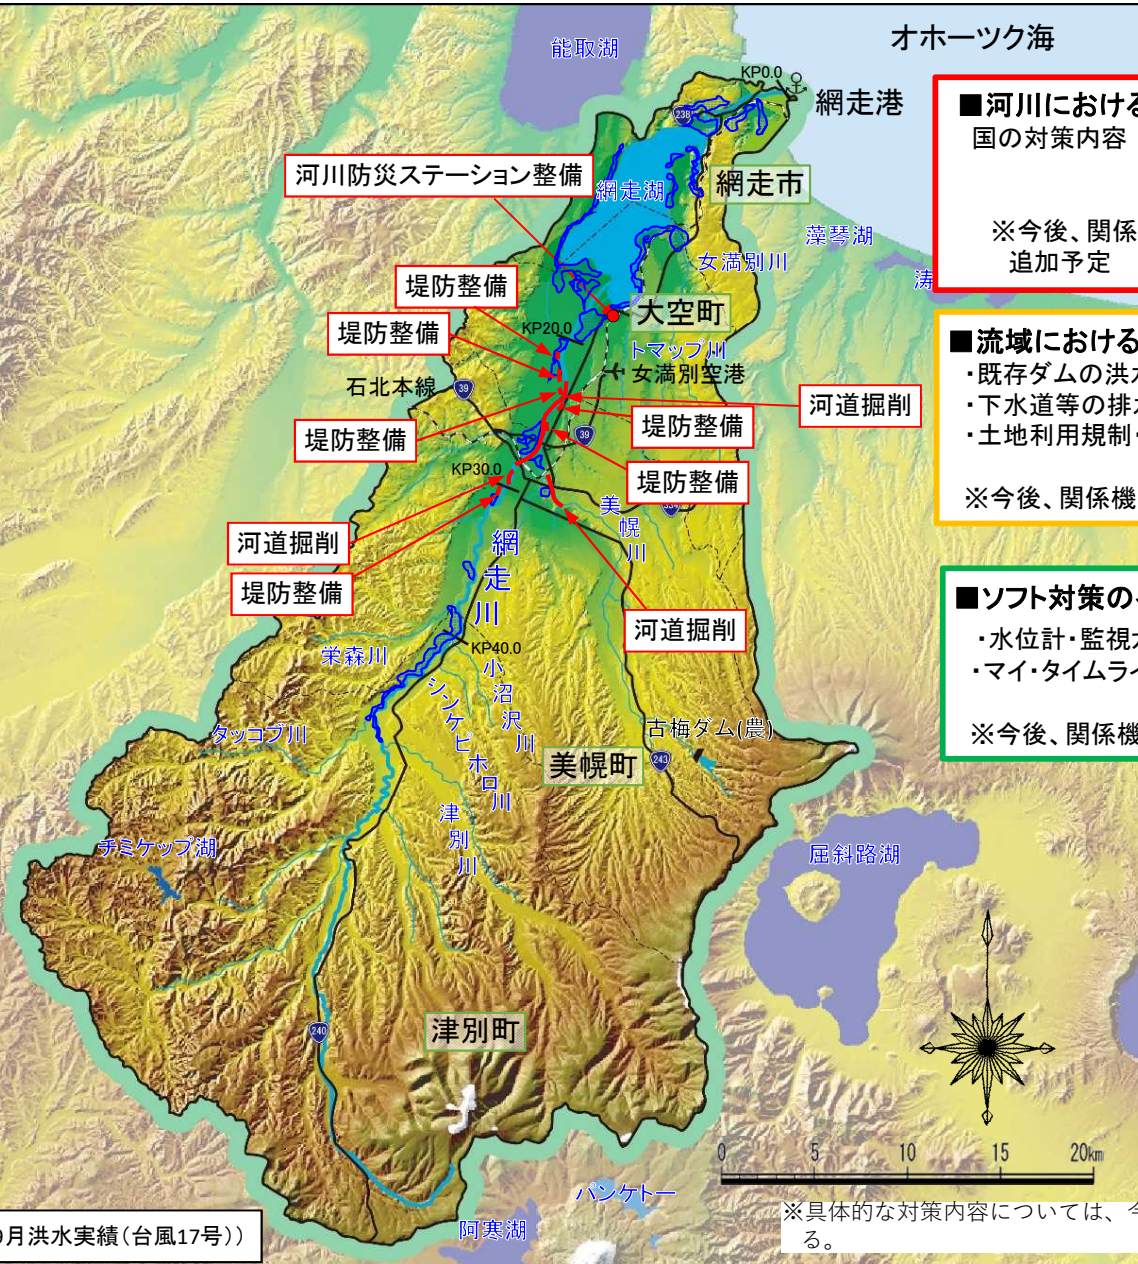 オホーツク海
能取湖
KP0.0
網走港
238
■河川における
国の対策内容
※今後、関係
追加予定
河川防災ステーション整備
網走湖
網走市
藻琴湖
女満別川
涛
堤防整備
大空町
堤防整備
KP20.0
トマップ川
女満別空港
石北本線
39
河道掘削
堤防整備
堤防整備
39
堤防整備
KP30.0
334
美幌川
河道掘削
堤防整備
網走川
河道掘削
■流域における
・既存ダムの洪水
・下水道等の排水
・土地利用規制・
※今後、関係機
■ソフト対策の
・水位計・監視カ
・マイ・タイムライ
※今後、関係機
栄森川
KP40.0
小沼沢川
シンケピホロ川
タッコブ川
古梅ダム(農)
243
美幌町
津別川
チミケップ湖
屈斜路湖
240
津別町
0 5 10 15 20km
パンケトー
阿寒湖
※具体的な対策内容については、今
る。
9月洪水実績(台風17号))